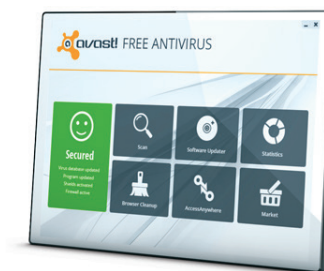 avast! FREE ANTIVIRUS
Secured
Virus database updated
Program updated
Shields activated
Firewall active
Scan
Software Updater
Statistics
Browser Cleanup
AccessAnywhere
Market